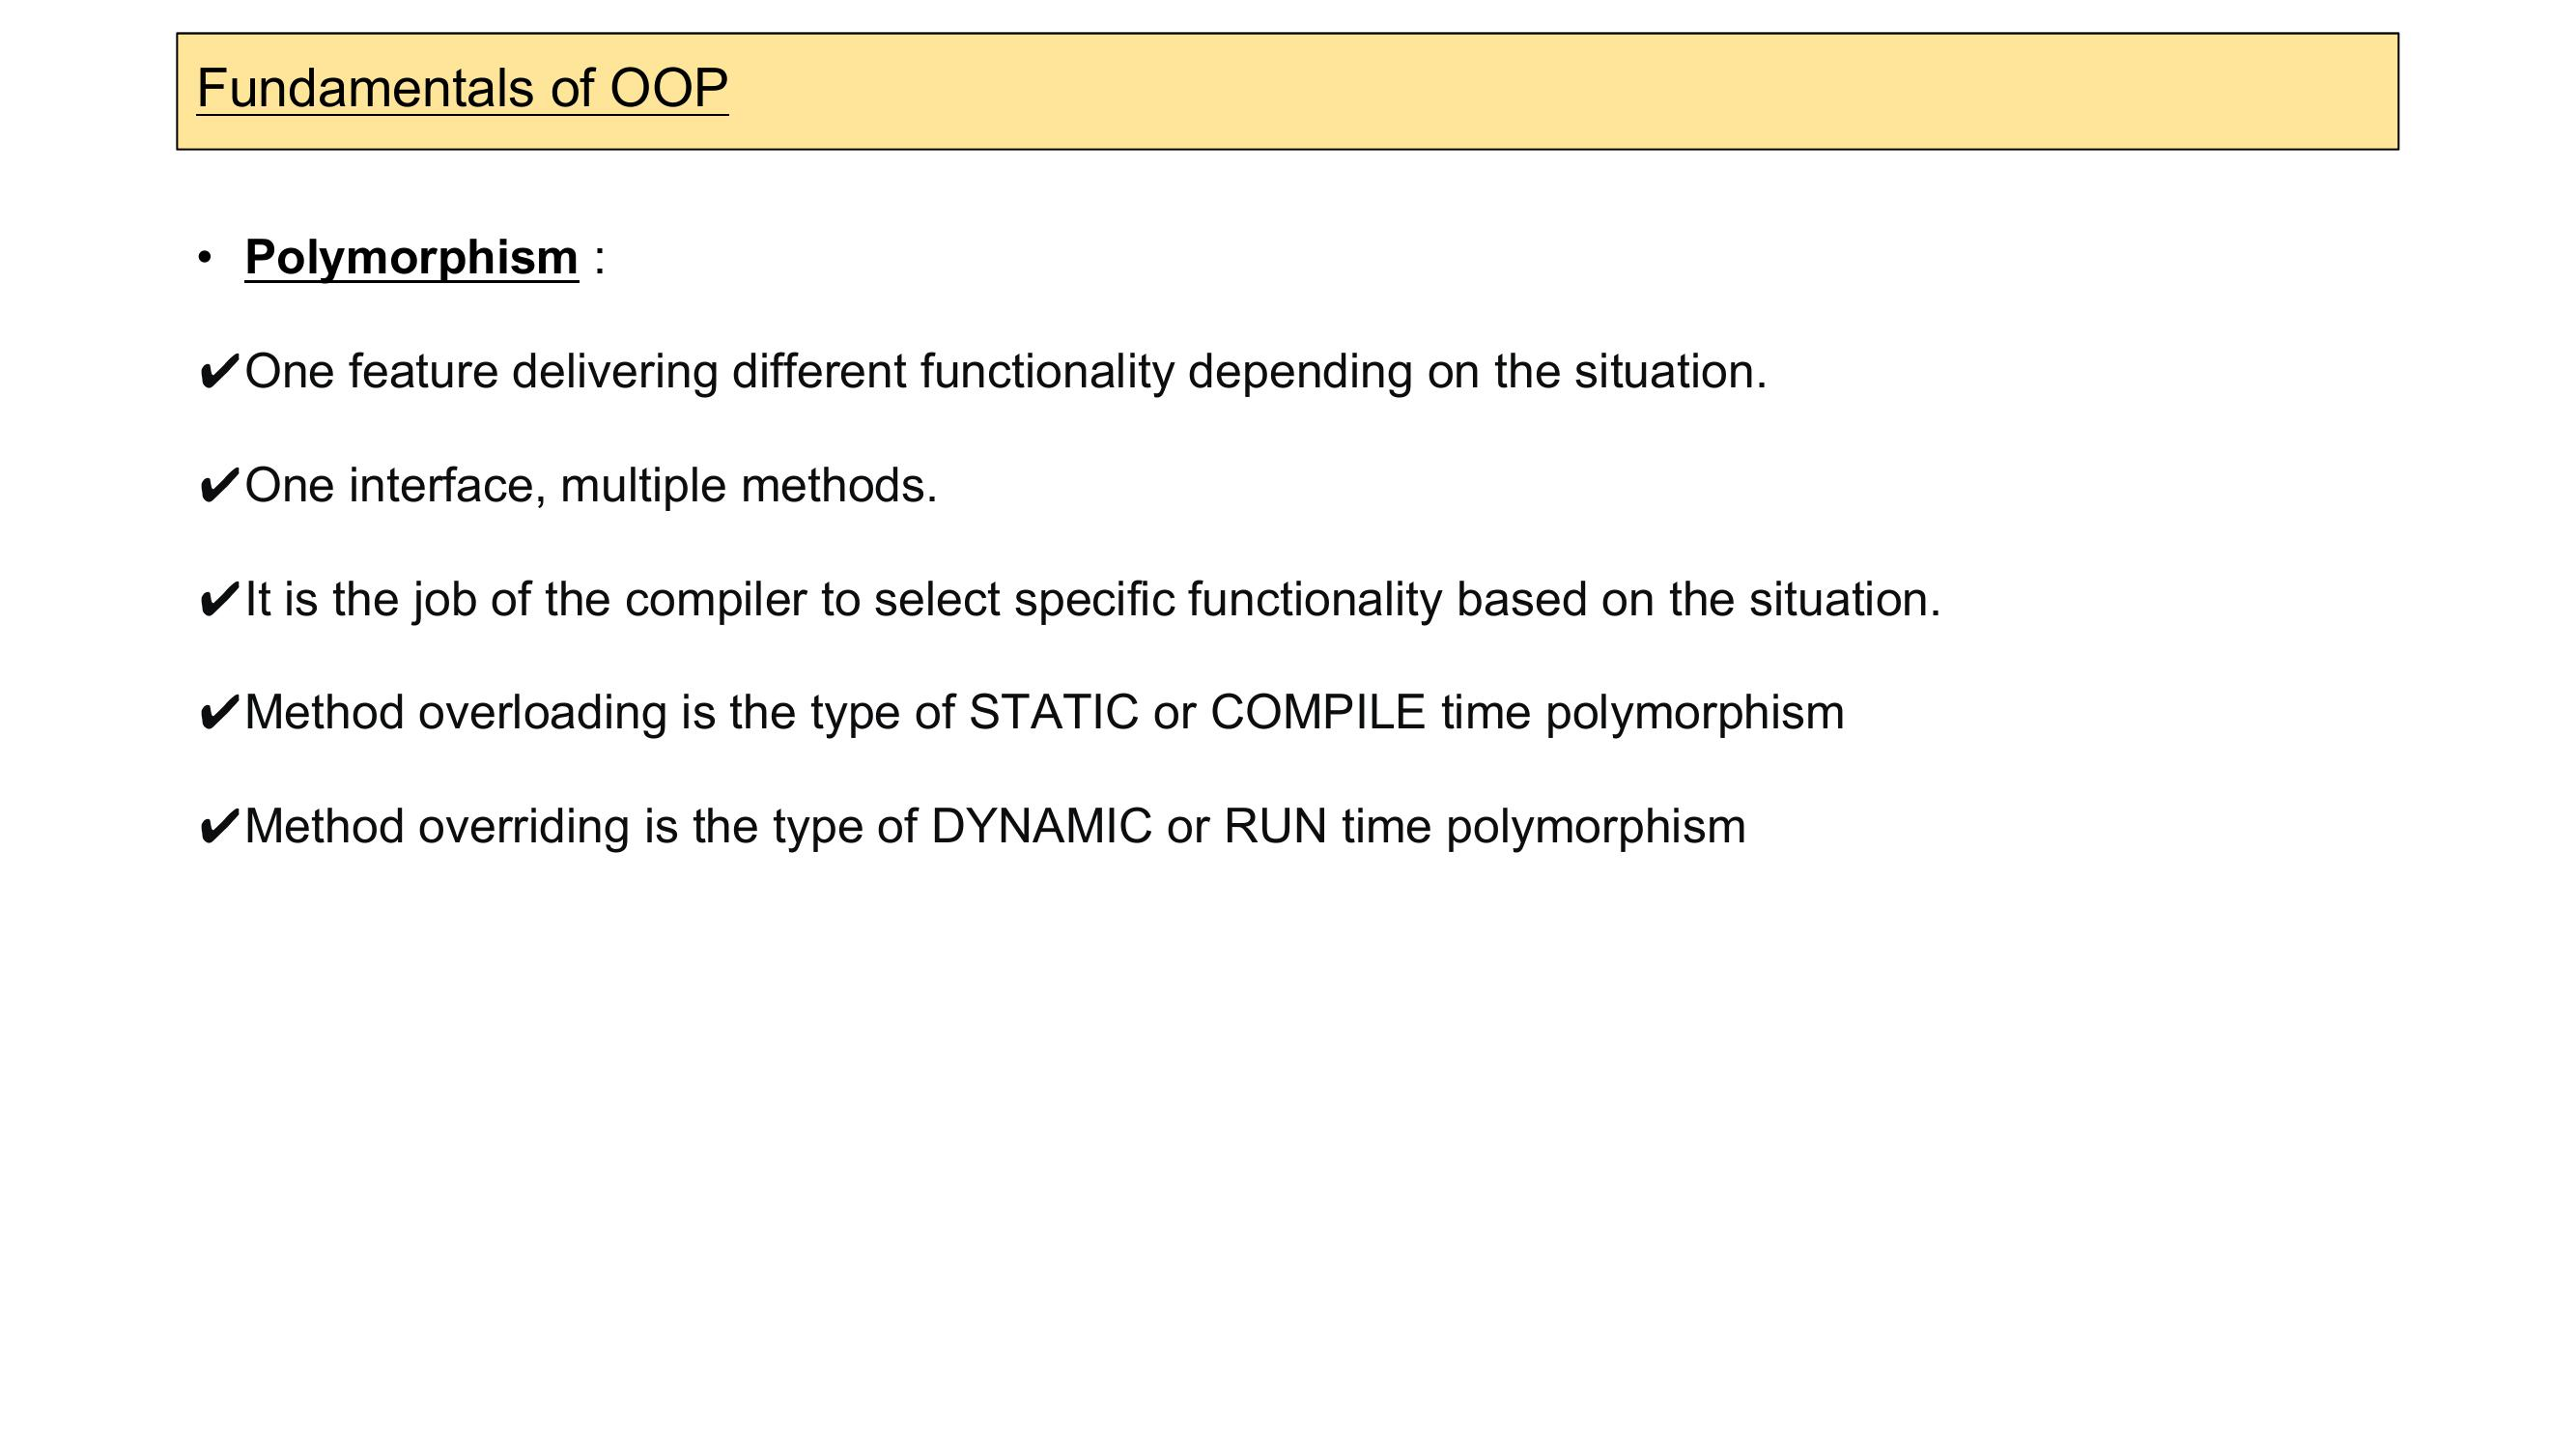 Fundamentals of OOP
• Polymorphism :
✔One feature delivering different functionality depending on the situation.
✔One interface, multiple methods.
✔It is the job of the compiler to select specific functionality based on the situation.
✔Method overloading is the type of STATIC or COMPILE time polymorphism
✔Method overriding is the type of DYNAMIC or RUN time polymorphism